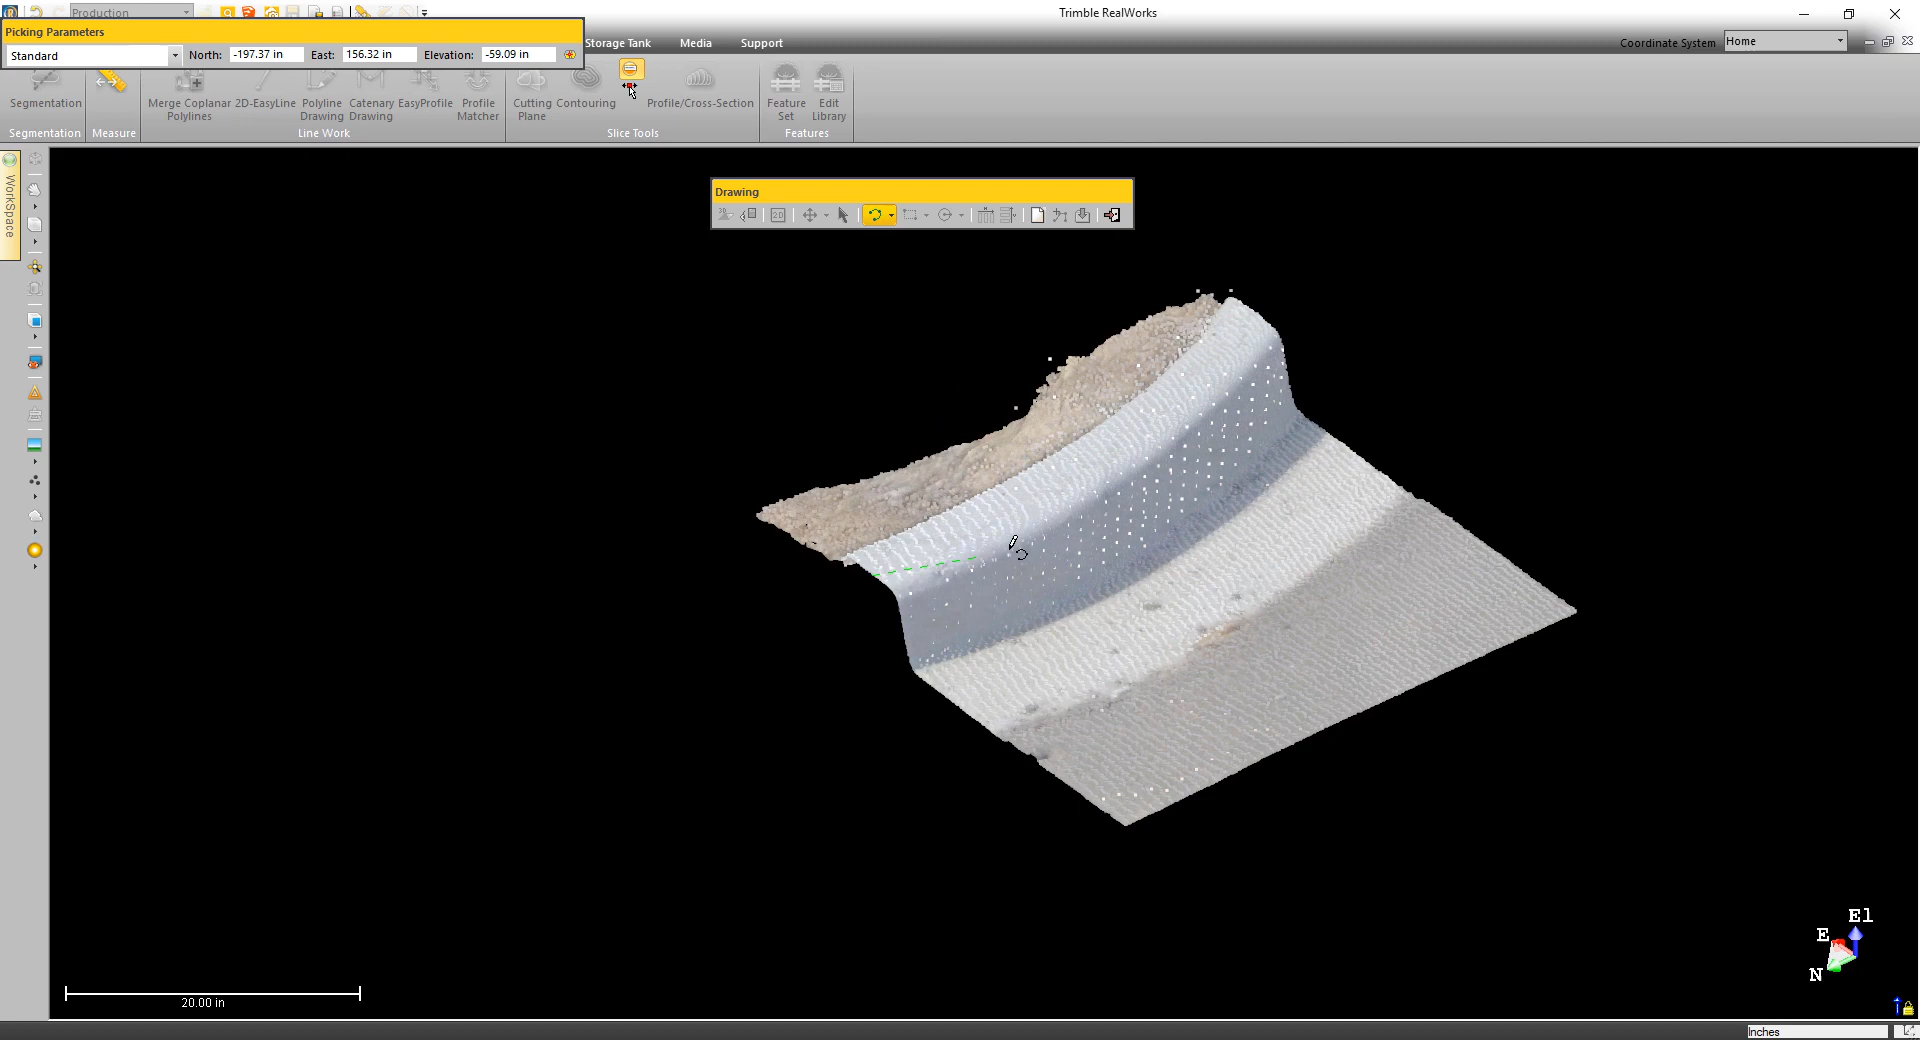 Production
Trimble RealWorks
Picking Parameters
Standard
North: -197.37 in East: 156.32 in Elevation: -59.09 in
Storage Tank Media Support
Coordinate System Home
Segmentation
Merge Coplanar Polylines
2D-EasyLine
Polyline Drawing
Catenary Drawing
EasyProfile
Profile Matcher
Cutting Plane
Contouring
Profile/Cross-Section
Feature Set
Edit Library
Segmentation Measure Line Work Slice Tools Features
WorkSpace
Drawing
2D
El
E
N
20.00 in
Inches